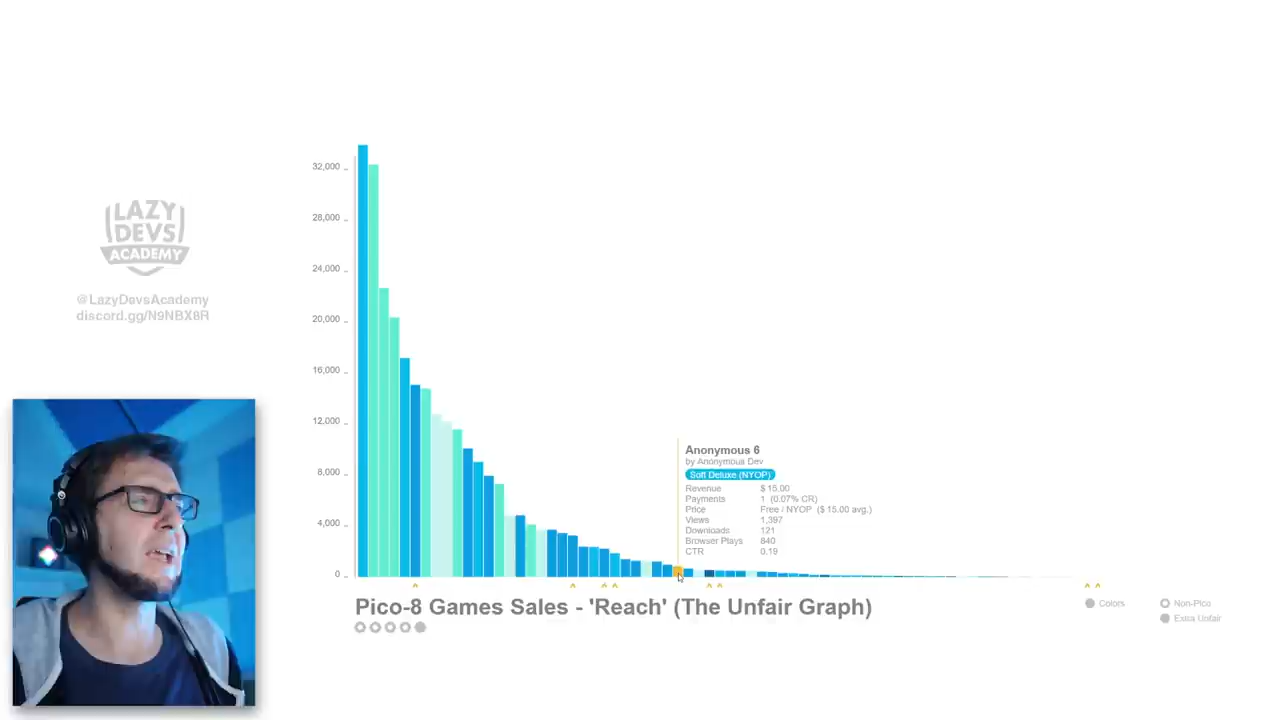 LAZY
DEVS
ACADEMY
@LazyDevsAcademy
discord.gg/N9NBX8R
32,000
28,000
24,000
20,000
16,000
12,000
8,000
4,000
0
Anonymous 6
by Anonymous Dev
Soft Deluxe (NYOP)
Revenue $ 15.00
Payments 1 (0.07% CR)
Price Free / NYOP ($ 15.00 avg.)
Views 1,397
Downloads 121
Browser Plays 840
CTR 0.19
Pico-8 Games Sales - 'Reach' (The Unfair Graph)
Colors
Non-Pico
Extra Unfair